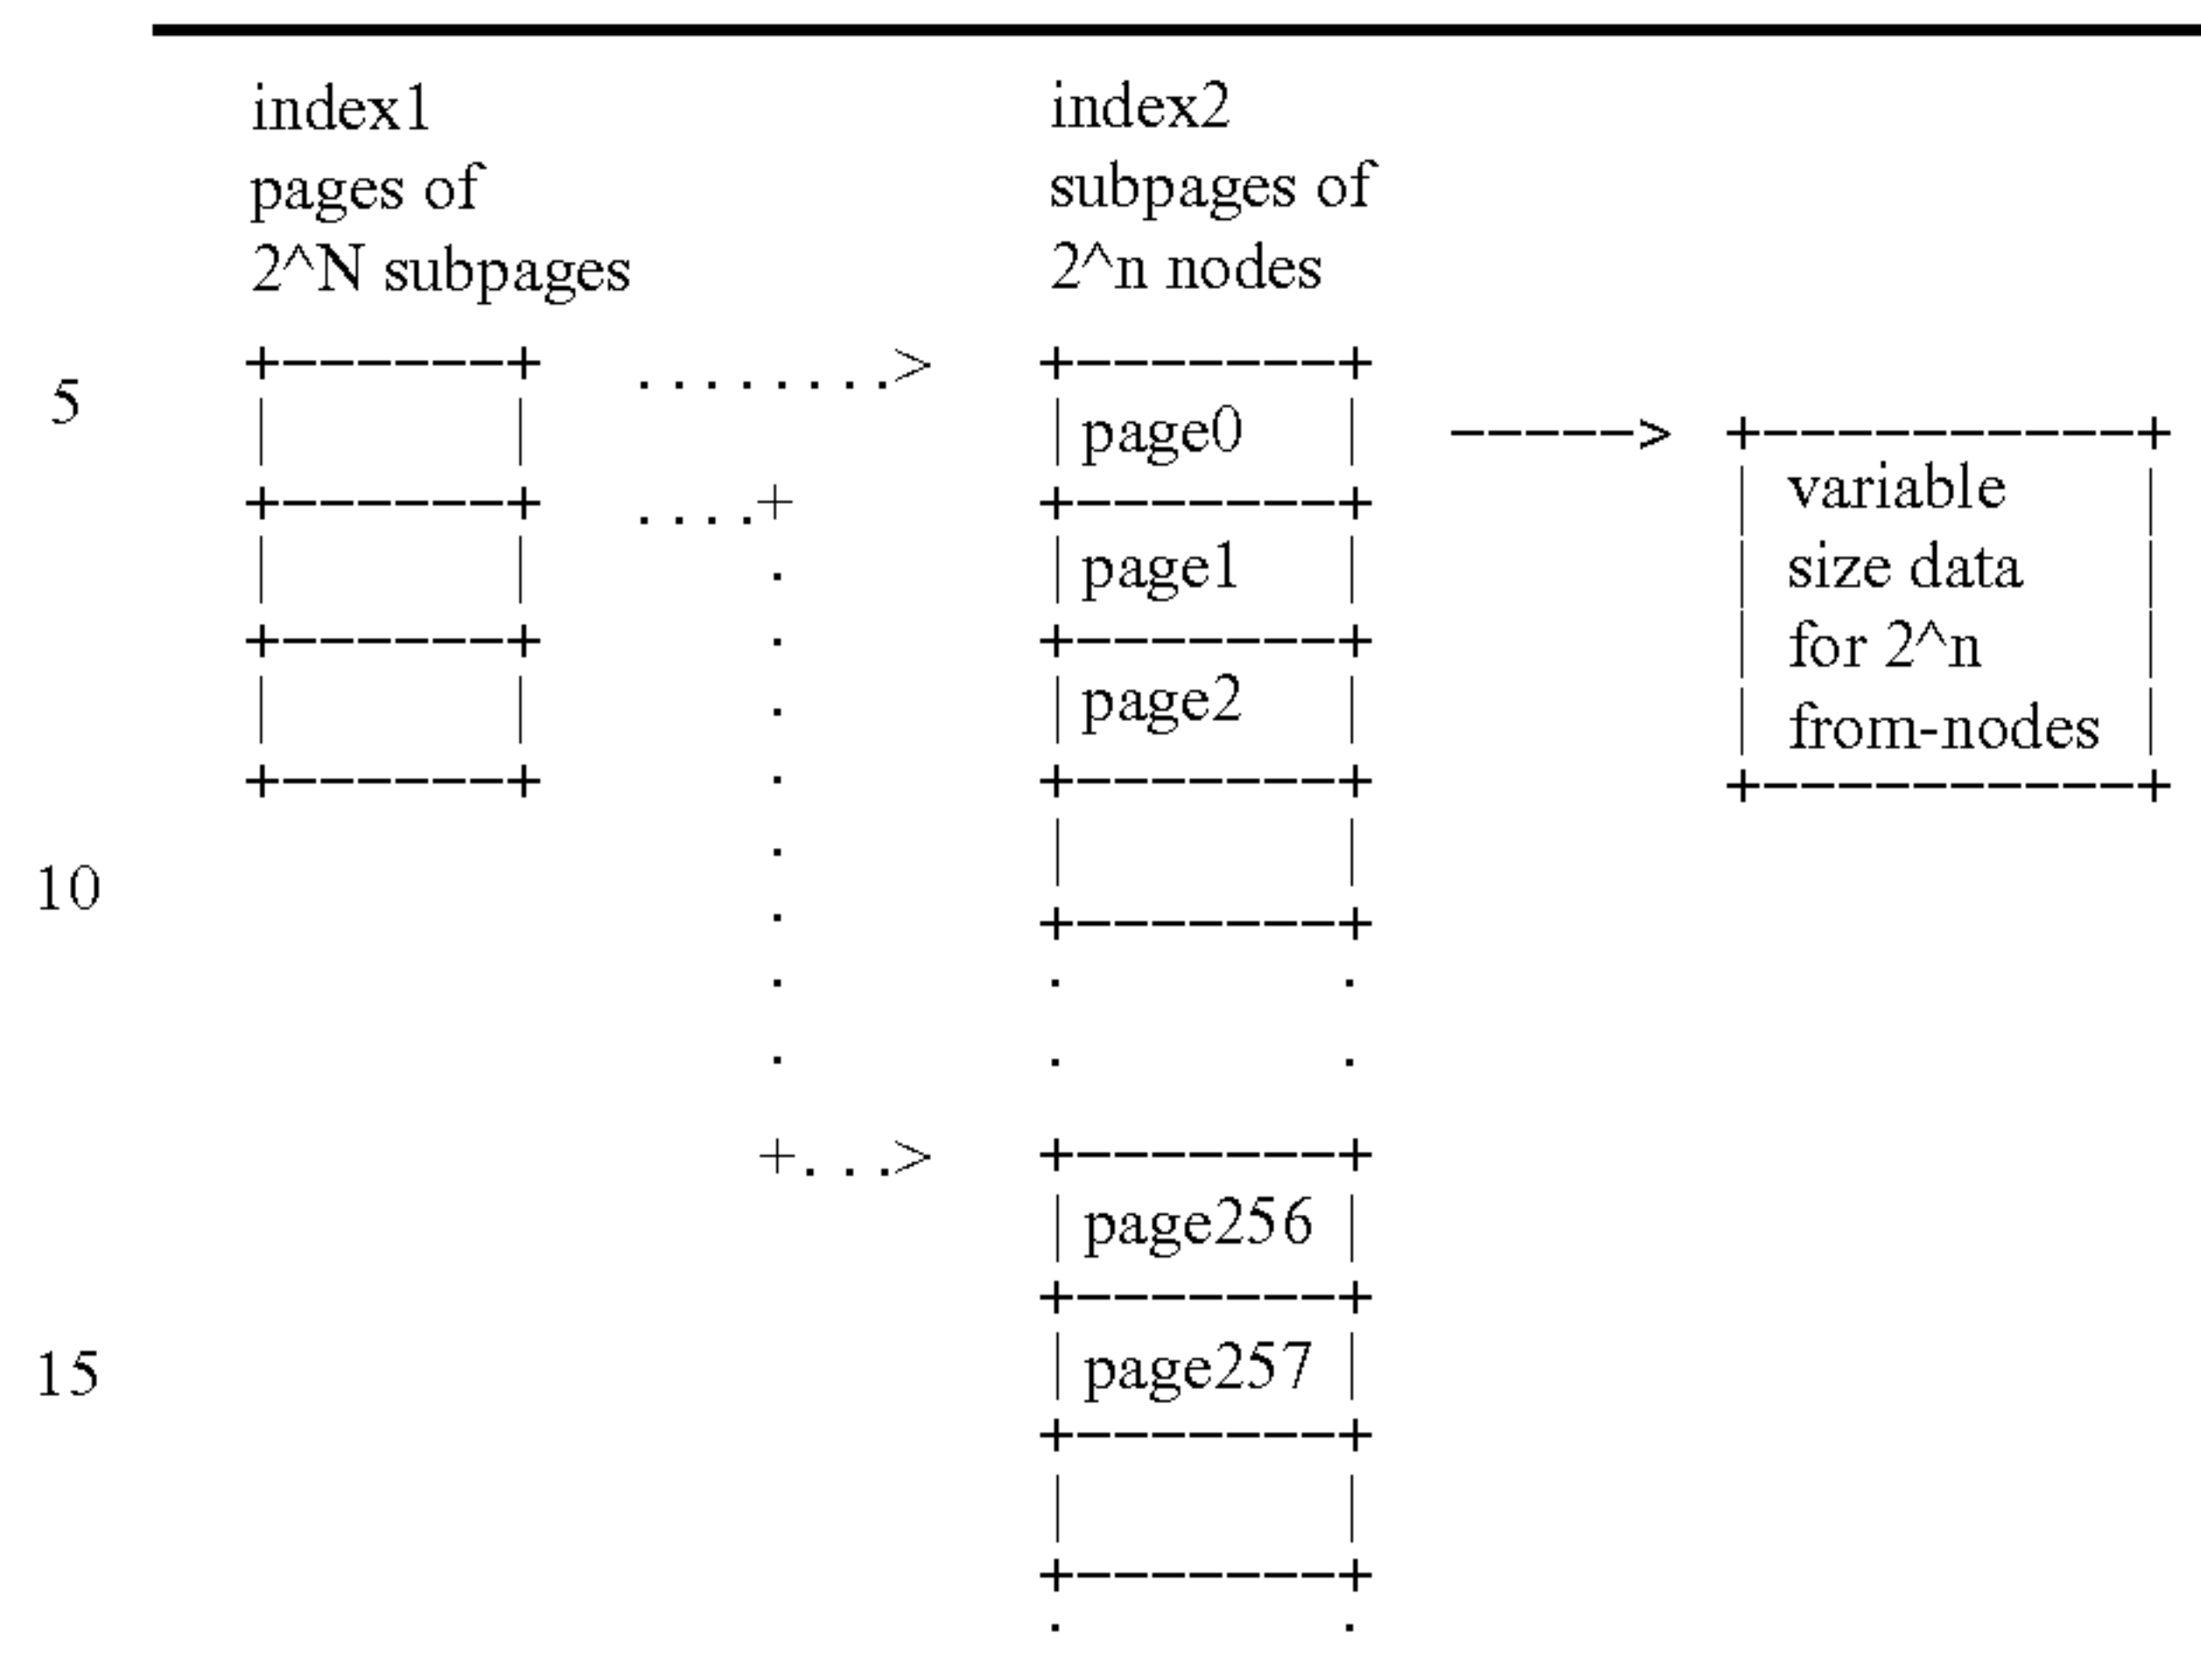 index1 index2
pages of subpages of
2^N subpages 2^n nodes
5 +--------+ ........> +---------+
| | | page0 | -----> +------------+
+--------+ ....+ +---------+ | variable |
| | . | page1 | | size data |
+--------+ . +---------+ | for 2^n |
| | . | page2 | | from-nodes |
+--------+ . +---------+ +------------+
10 . | |
. +---------+
. . .
. . .
+...> +---------+
| page256 |
+---------+
15 | page257 |
+---------+
| |
+---------+
. .